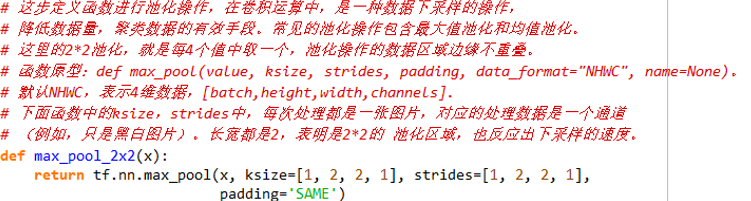 # 这步定义函数进行池化操作，在卷积运算中，是一种数据下采样的操作，
# 降低数据量，聚类数据的有效手段。常见的池化操作包含最大值池化和均值池化。
# 这里的2*2池化，就是每4个值中取一个，池化操作的数据区域边缘不重叠。
# 函数原型：def max_pool(value, ksize, strides, padding, data_format="NHWC", name=None)。
# 默认NHWC，表示4维数据，[batch,height,width,channels].
# 下面函数中的ksize，strides中，每次处理都是一张图片，对应的处理数据是一个通道
# （例如，只是黑白图片）。长宽都是2，表明是2*2的 池化区域，也反应出下采样的速度。
def max_pool_2x2(x):
    return tf.nn.max_pool(x, ksize=[1, 2, 2, 1], strides=[1, 2, 2, 1],
                          padding='SAME')